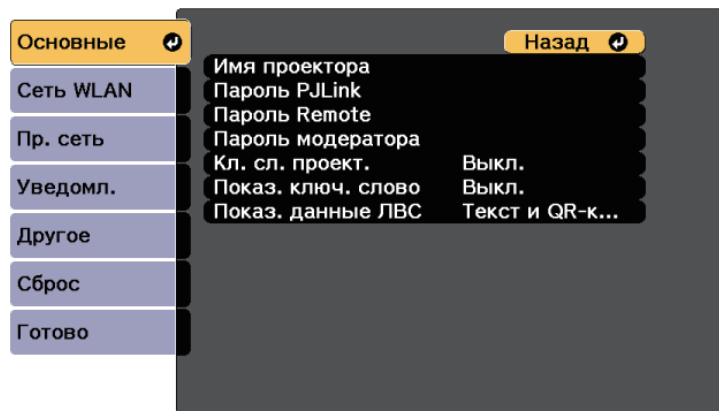 Основные
Сеть WLAN
Пр. сеть
Уведомл.
Другое
Сброс
Готово
Назад
Имя проектора
Пароль PJLink
Пароль Remote
Пароль модератора
Кл. сл. проект. Выкл.
Показ. ключ. слово Выкл.
Показ. данные ЛВС Текст и QR-к...